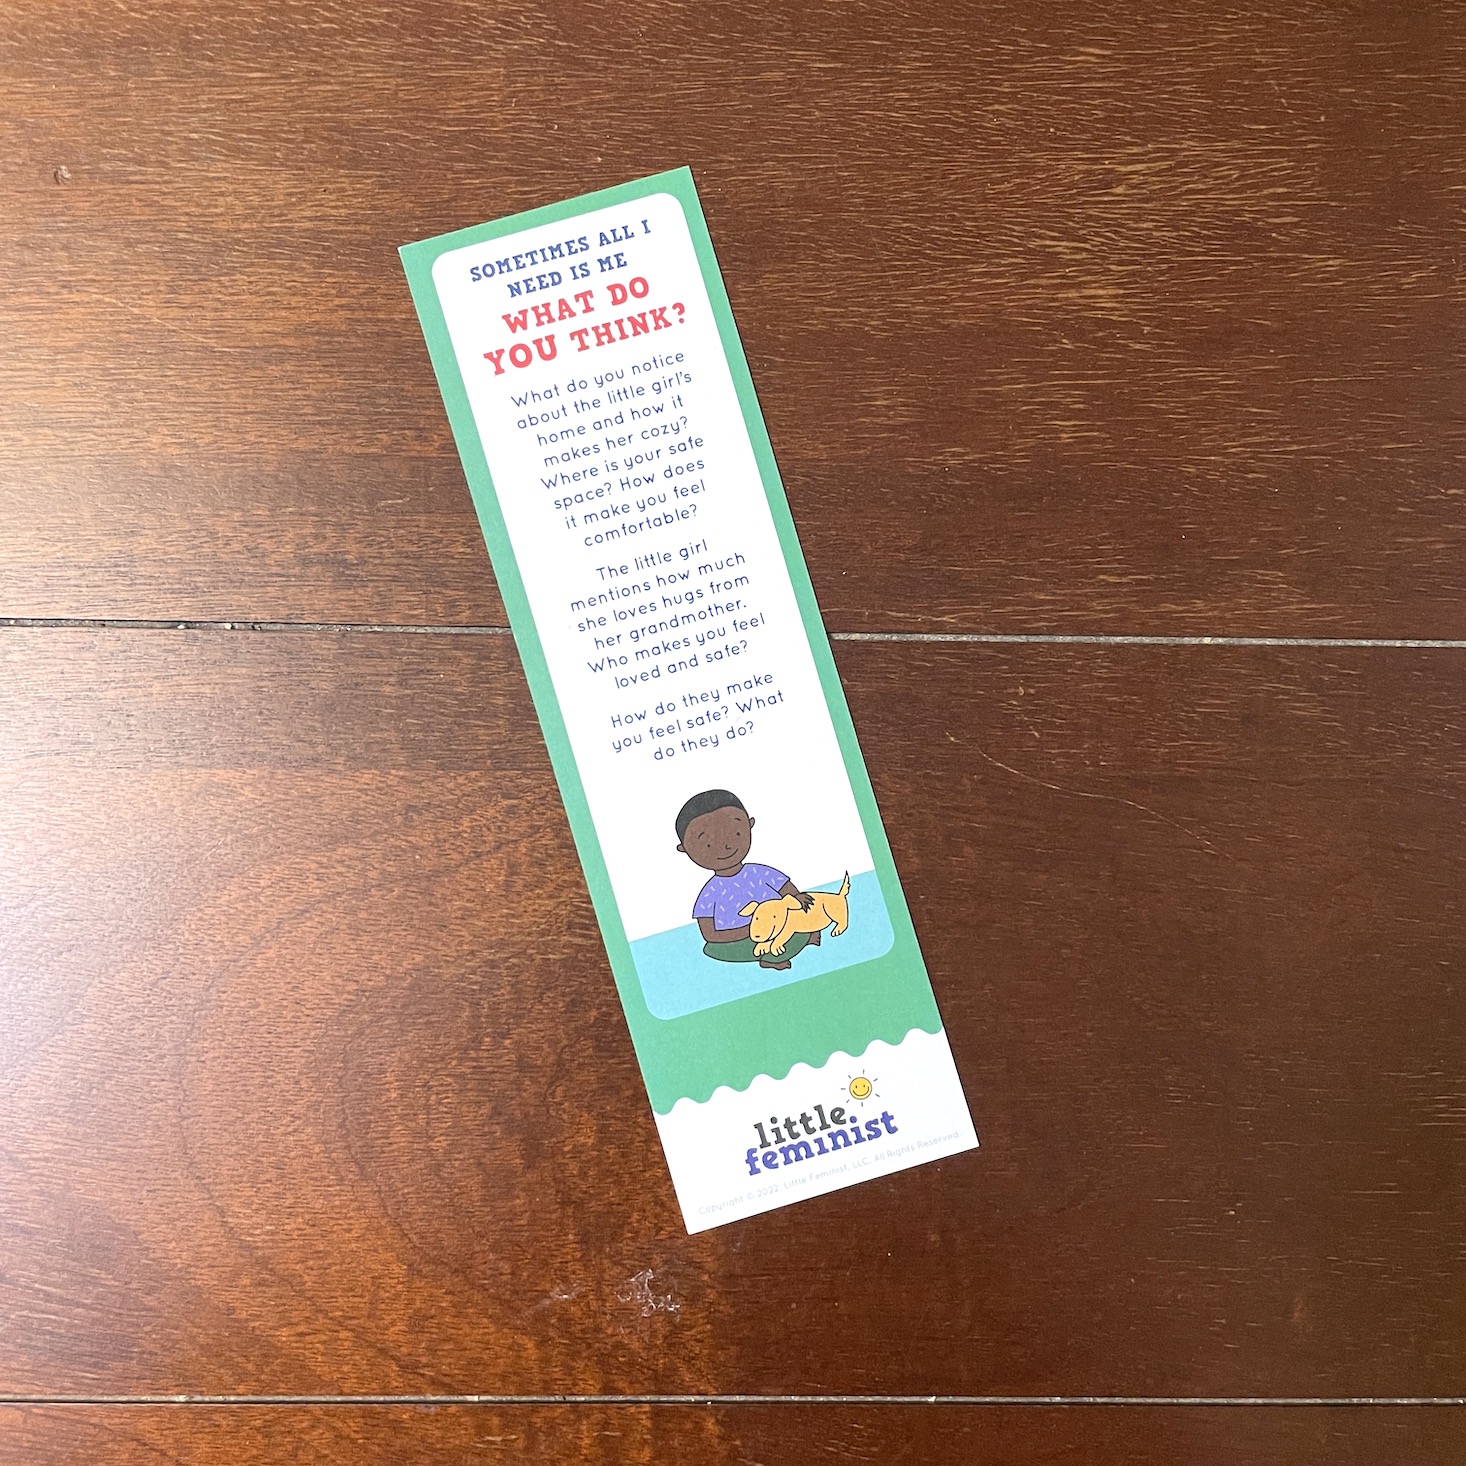 SOMETIMES ALL I
NEED IS ME
WHAT DO
YOU THINK?
What do you notice
about the little girl's
home and how it
makes her cozy?
Where is your safe
space? How does
it make you feel
comfortable?
The little girl
mentions how much
she loves hugs from
her grandmother.
Who makes you feel
loved and safe?
How do they make
you feel safe? What
do they do?
little
feminist
Copyright © 2022, Little Feminist, LLC. All Rights Reserved.